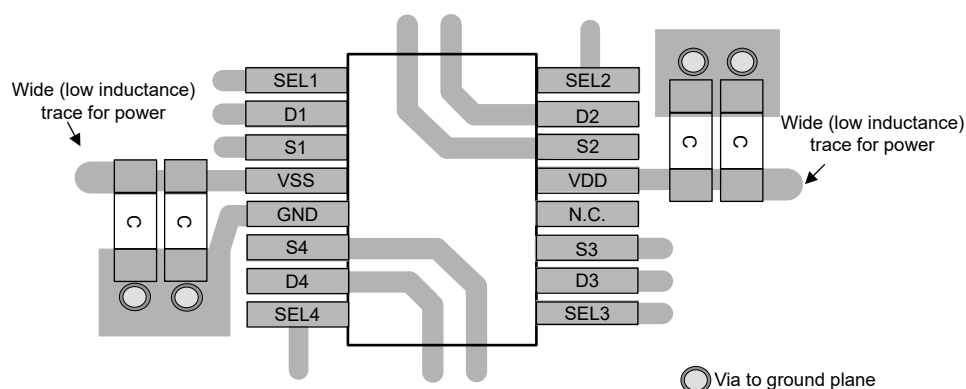 Wide (low inductance)
trace for power
SEL1
D1
S1
VSS
GND
S4
D4
SEL4
C
C
SEL2
D2
S2
VDD
N.C.
S3
D3
SEL3
C
C
Wide (low inductance)
trace for power
Via to ground plane